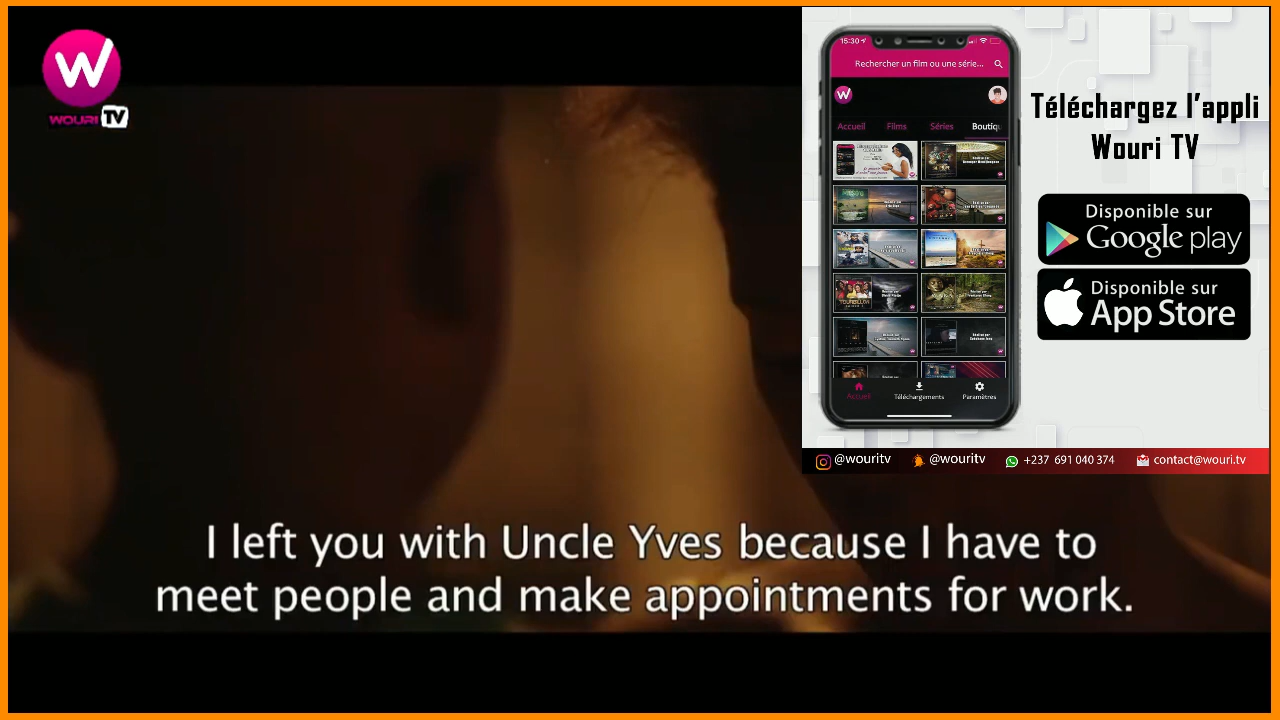 W
WOURI TV
15:30
Rechercher un film ou une série...
W
Accueil Films Séries Boutiq
Accueil Téléchargements Paramètres
Téléchargez l'appli
Wouri TV
Disponible sur
Google play
Disponible sur
App Store
@wouritv @wouritv +237 691 040 374 contact@wouri.tv
I left you with Uncle Yves because I have to
meet people and make appointments for work.